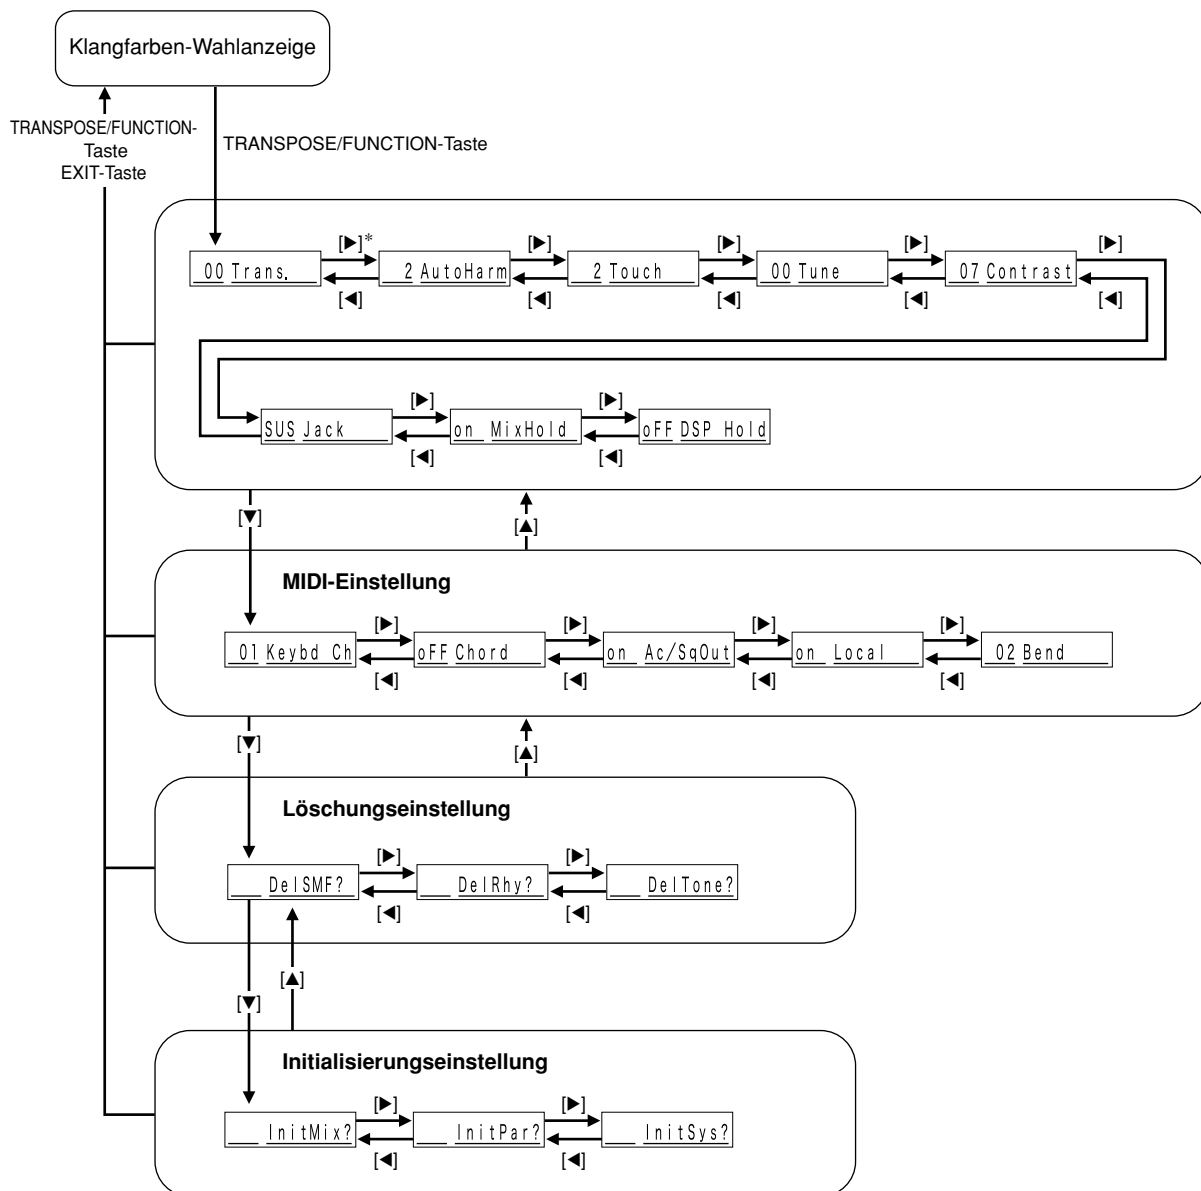 Klangfarben-Wahlanzeige
TRANSPOSE/FUNCTION-
Taste
EXIT-Taste
TRANSPOSE/FUNCTION-Taste
[▶]* [▶] [▶] [▶] [▶]
00 Trans. 2 AutoHarm 2 Touch 00 Tune 07 Contrast
[◀] [◀] [◀] [◀] [◀]
[▶] [▶]
SUS Jack on MixHold oFF DSP Hold
[◀] [◀]
[▼] [▲]
MIDI-Einstellung
[▶] [▶] [▶] [▶]
01 Keybd Ch oFF Chord on Ac/SqOut on Local 02 Bend
[◀] [◀] [◀] [◀]
[▼] [▲]
Löschungseinstellung
[▶] [▶]
DelSMF? DelRhy? DelTone?
[◀] [◀]
[▲]
[▼]
Initialisierungseinstellung
[▶] [▶]
InitMix? InitPar? InitSys?
[◀] [◀]